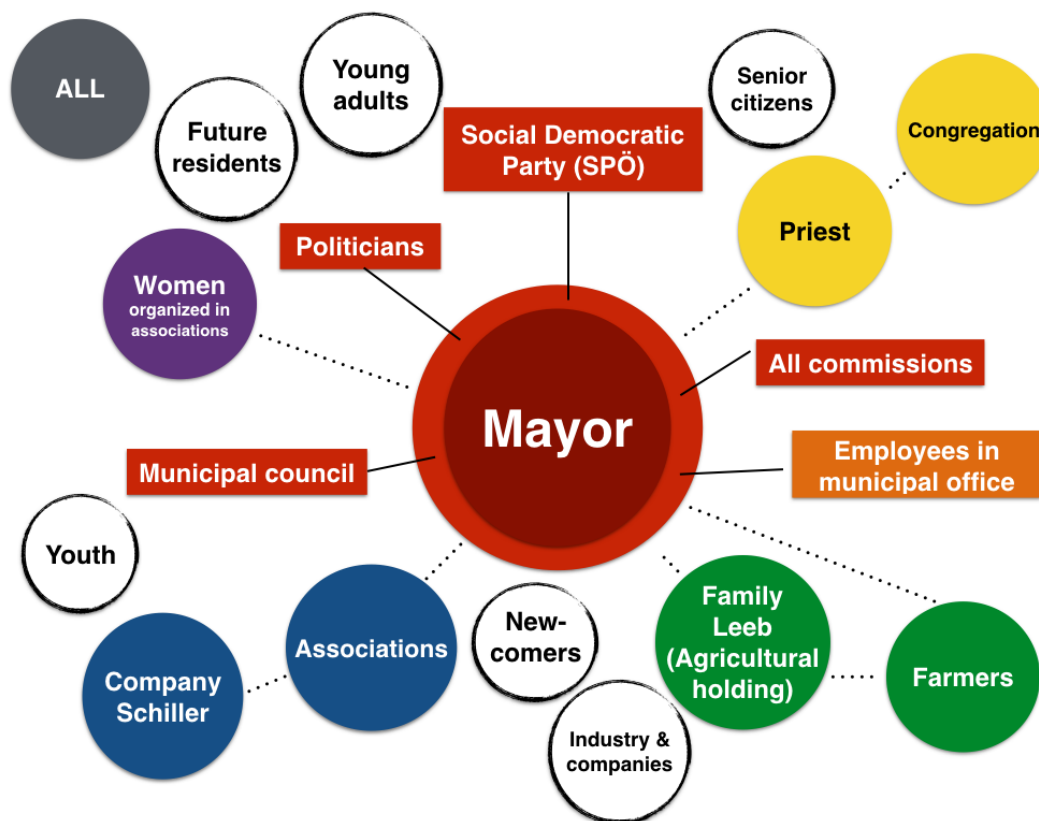 ALL
Future
residents
Young
adults
Social Democratic
Party (SPÖ)
Senior
citizens
Congregation
Priest
Politicians
Women
organized in
associations
All commissions
Mayor
Municipal council
Employees in
municipal office
Youth
Company
Schiller
Associations
New-
comers
Industry &
companies
Family
Leeb
(Agricultural
holding)
Farmers